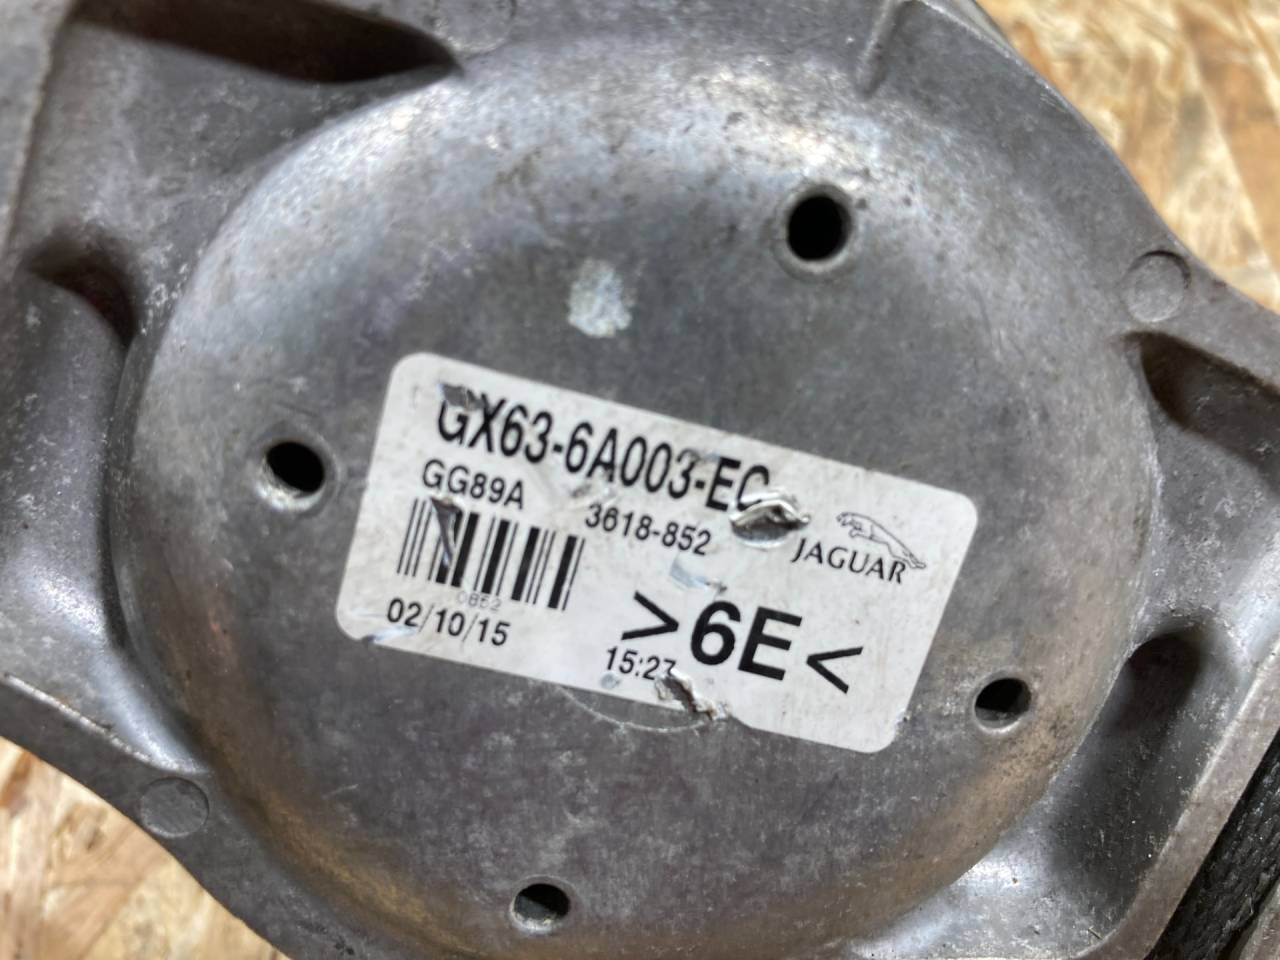 GX63-6A003-EC
GG89A
3618-852
JAGUAR
0852
02/10/15
>6E<
15:27